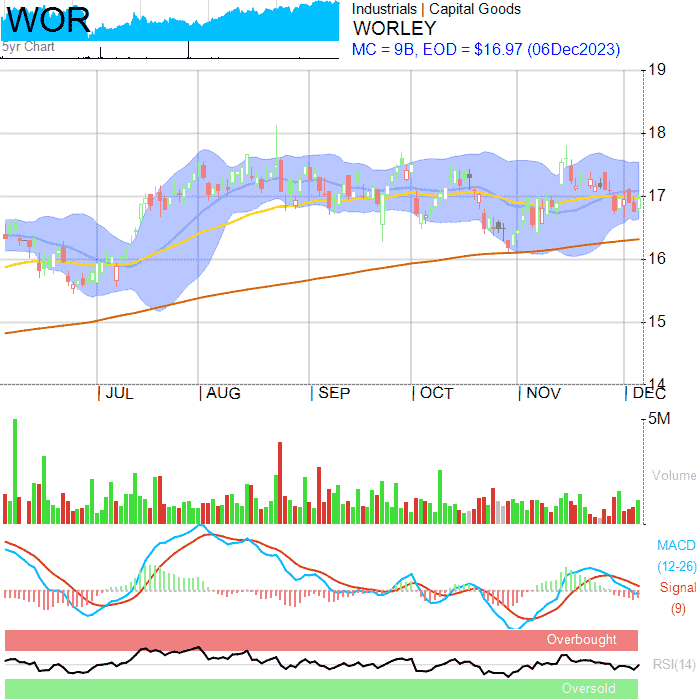 WOR
5yr Chart
Industrials | Capital Goods
WORLEY
MC = 9B, EOD = $16.97 (06Dec2023)
19
18
17
16
15
14
JUL AUG SEP OCT NOV DEC
5M
Volume
MACD
(12-26)
Signal
(9)
Overbought
RSI(14)
Oversold